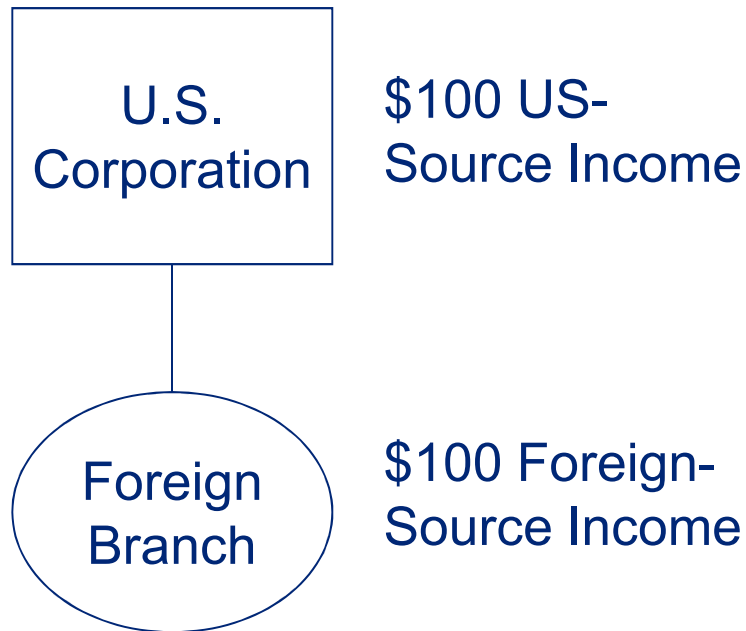 U.S.
Corporation
$100 US-
Source Income
Foreign
Branch
$100 Foreign-
Source Income